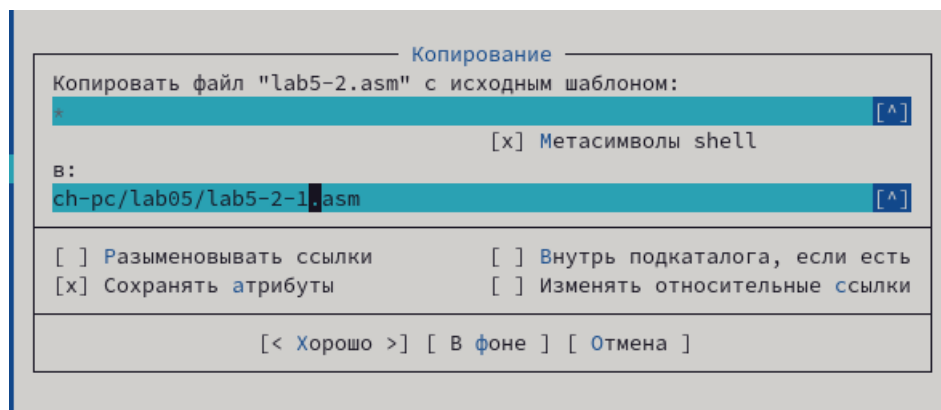 Копирование
Копировать файл "lab5-2.asm" с исходным шаблоном:
* [^]
[x] Метасимволы shell
в:
ch-pc/lab05/lab5-2-1.asm [^]
[ ] Разыменовывать ссылки [ ] Внутрь подкаталога, если есть
[x] Сохранять атрибуты [ ] Изменять относительные ссылки
[< Хорошо >] [ В фоне ] [ Отмена ]